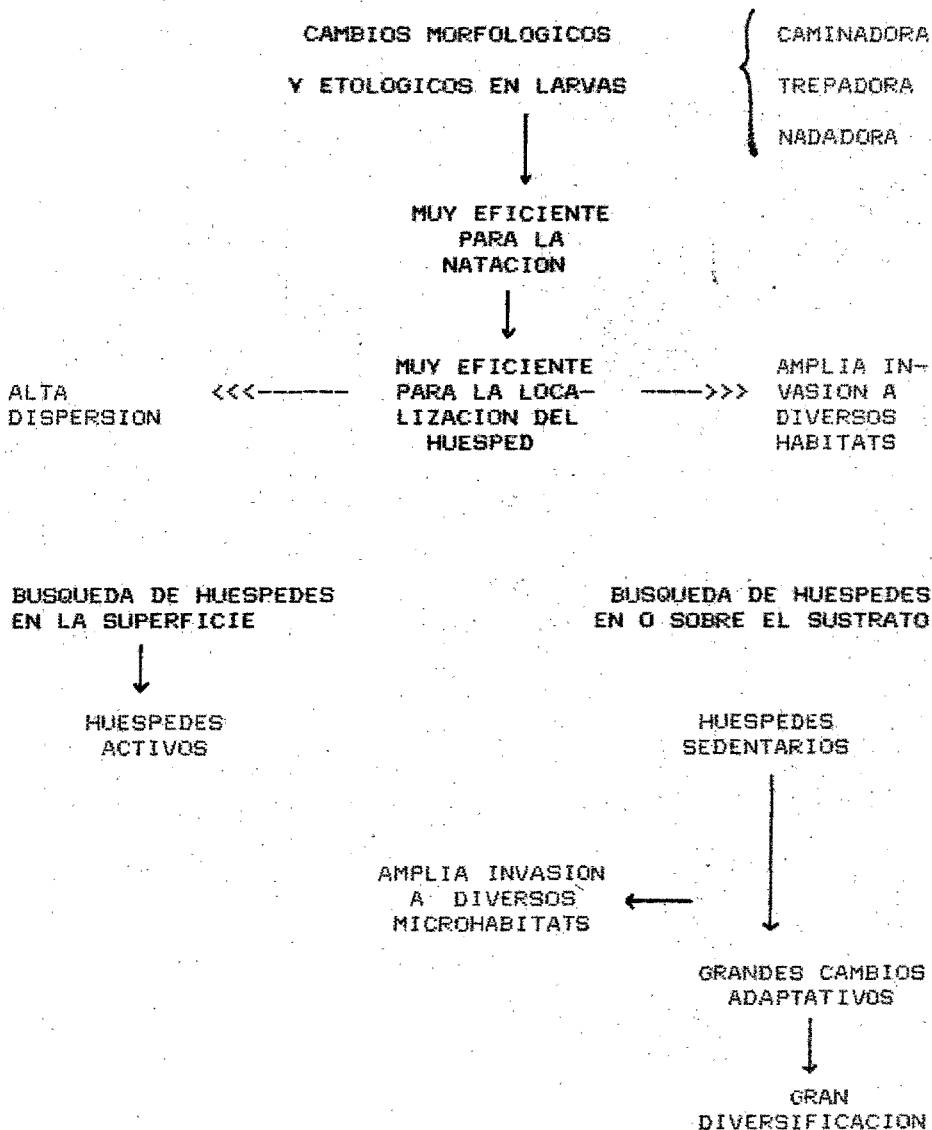 CAMBIOS MORFOLOGICOS
Y ETOLOGICOS EN LARVAS
CAMINADORA
TREPADORA
NADADORA
MUY EFICIENTE
PARA LA
NATACION
ALTA
DISPERSION
<<<------
MUY EFICIENTE
PARA LA LOCA-
LIZACION DEL
HUESPED
----->>>
AMPLIA IN-
VASION A
DIVERSOS
HABITATS
BUSQUEDA DE HUESPEDES
EN LA SUPERFICIE
HUESPEDES
ACTIVOS
BUSQUEDA DE HUESPEDES
EN O SOBRE EL SUSTRATO
HUESPEDES
SEDENTARIOS
AMPLIA INVASION
A DIVERSOS
MICROHABITATS
GRANDES CAMBIOS
ADAPTATIVOS
GRAN
DIVERSIFICACION